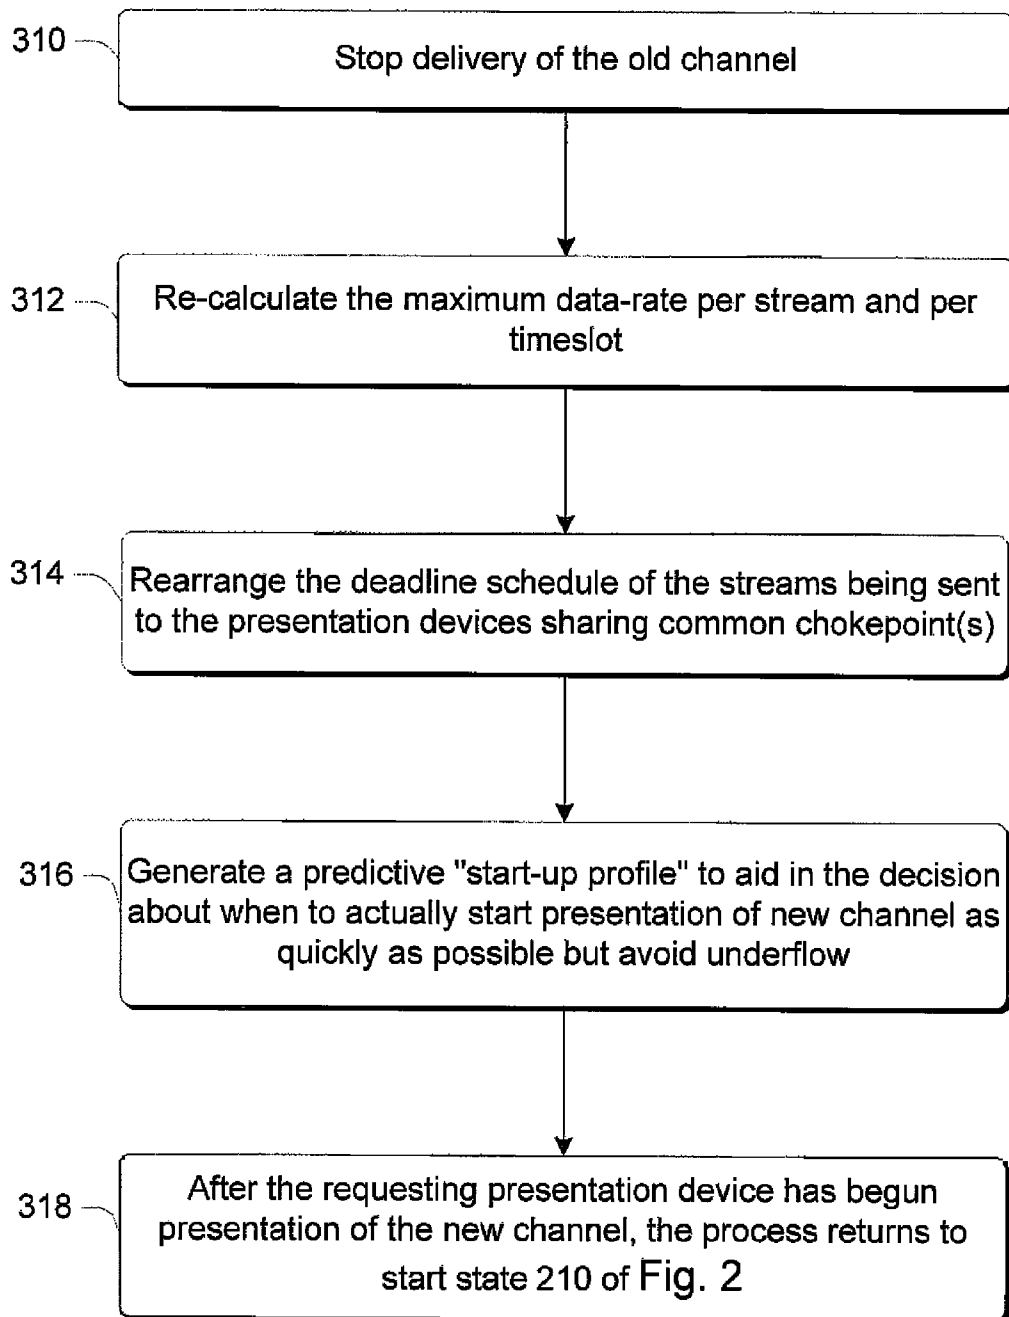 310
Stop delivery of the old channel
312
Re-calculate the maximum data-rate per stream and per
timeslot
314
Rearrange the deadline schedule of the streams being sent
to the presentation devices sharing common chokepoint(s)
316
Generate a predictive "start-up profile" to aid in the decision
about when to actually start presentation of new channel as
quickly as possible but avoid underflow
318
After the requesting presentation device has begun
presentation of the new channel, the process returns to
start state 210 of Fig. 2